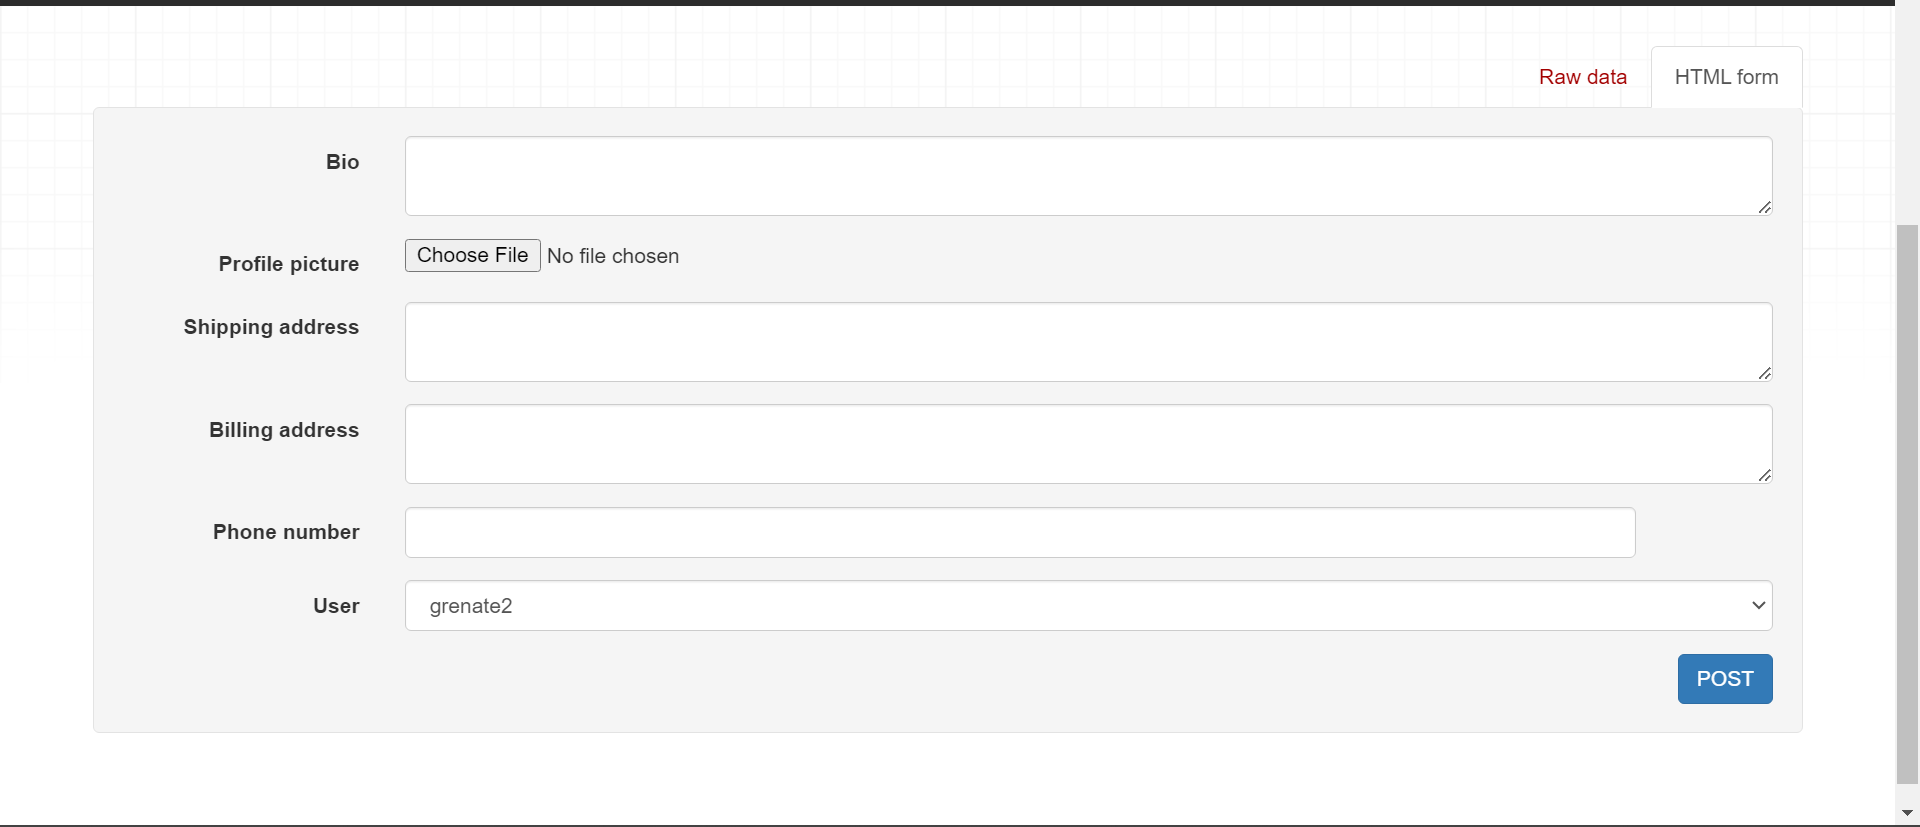 Raw data
HTML form
Bio
Profile picture
Choose File No file chosen
Shipping address
Billing address
Phone number
User
grenate2
POST